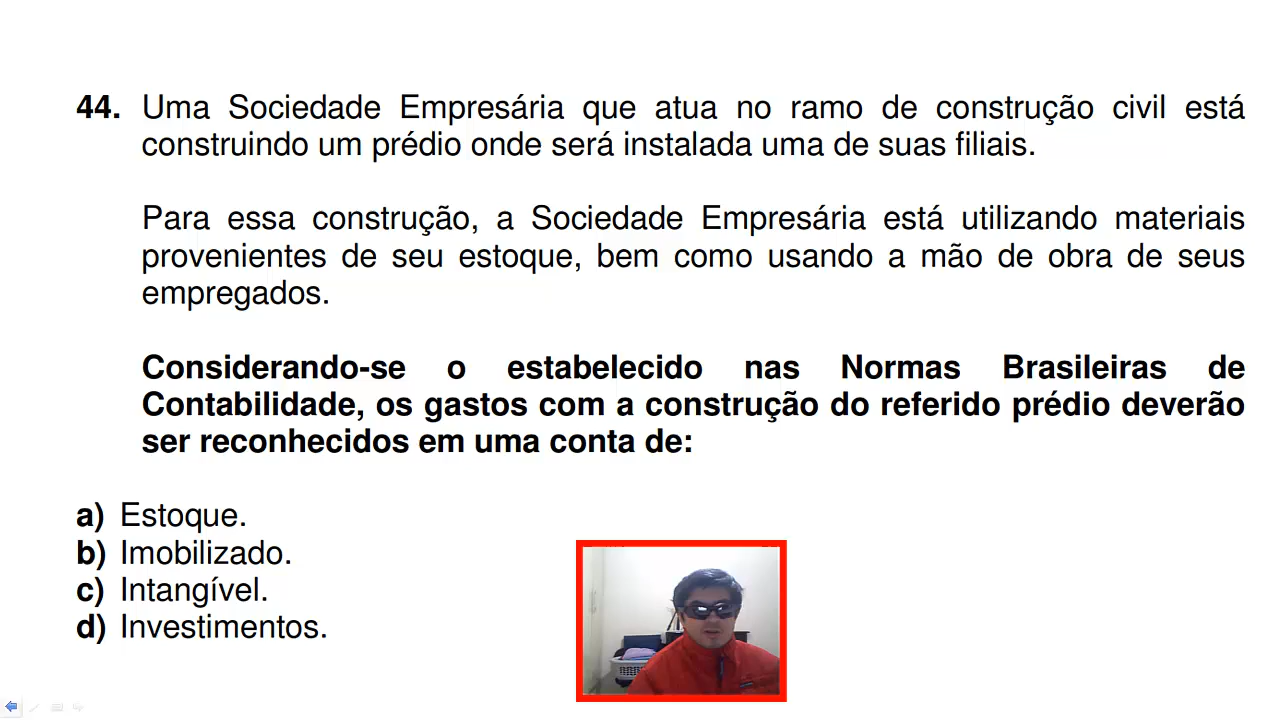 44. Uma Sociedade Empresária que atua no ramo de construção civil está
construindo um prédio onde será instalada uma de suas filiais.
Para essa construção, a Sociedade Empresária está utilizando materiais
provenientes de seu estoque, bem como usando a mão de obra de seus
empregados.
Considerando-se o estabelecido nas Normas Brasileiras de
Contabilidade, os gastos com a construção do referido prédio deverão
ser reconhecidos em uma conta de:
a) Estoque.
b) Imobilizado.
c) Intangível.
d) Investimentos.